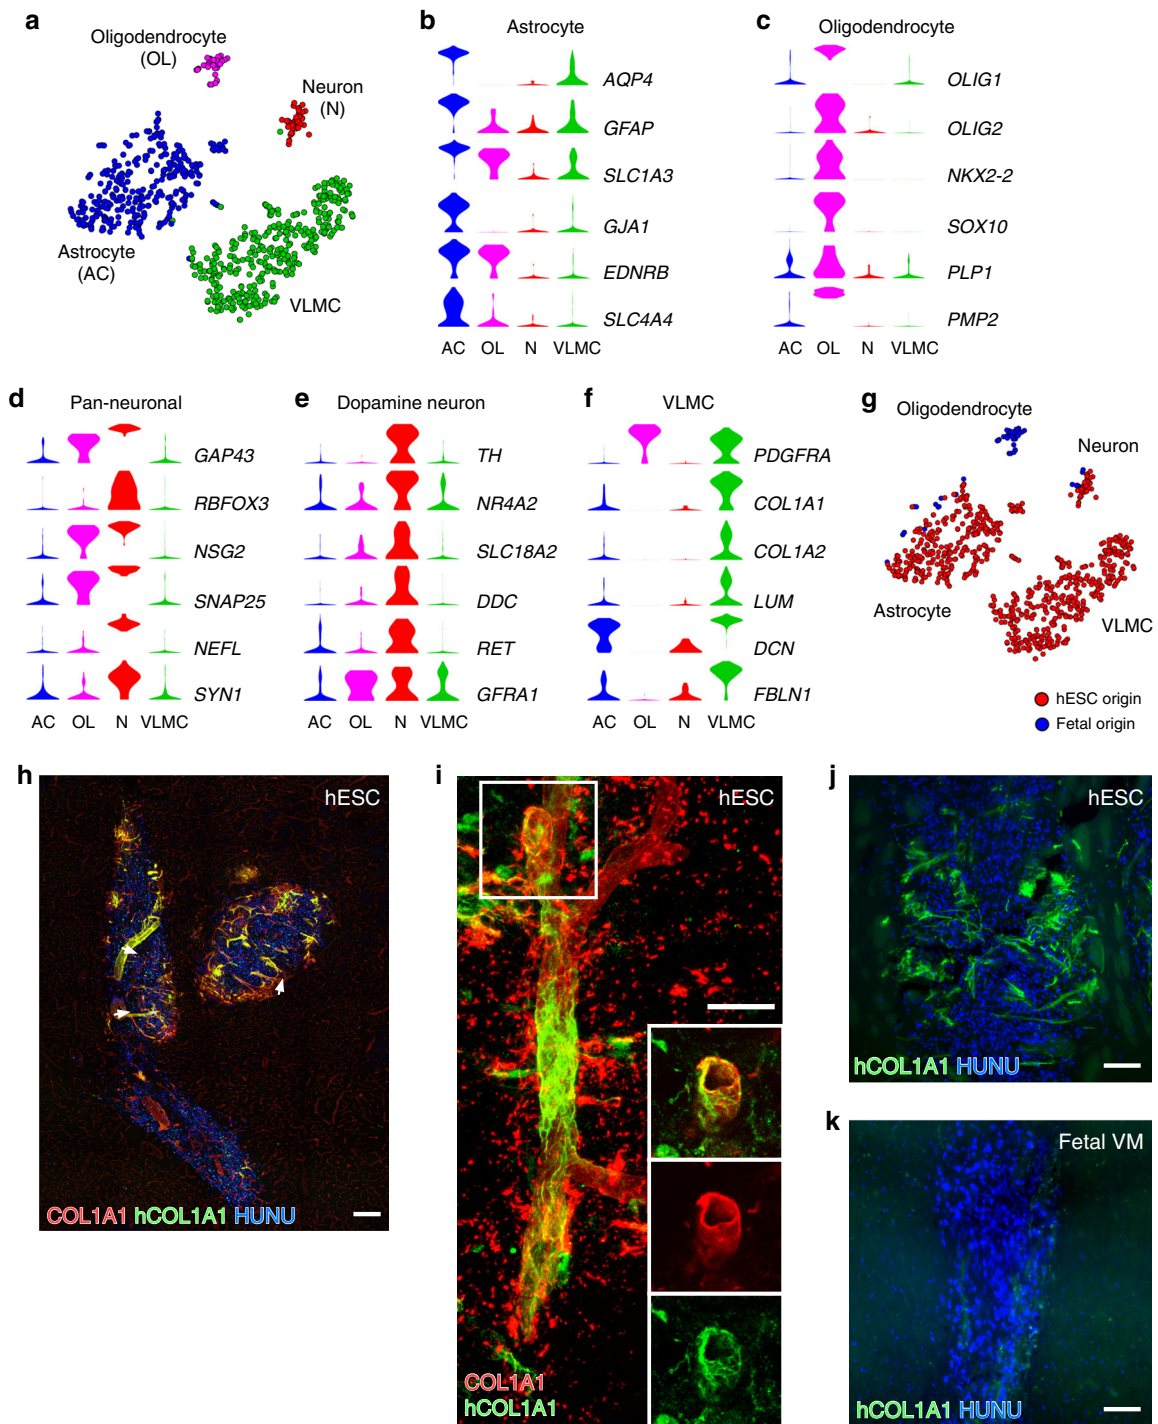 a
Oligodendrocyte
(OL)
Neuron
(N)
Astrocyte
(AC)
VLMC
b
Astrocyte
AQP4
GFAP
SLC1A3
GJA1
EDNRB
SLC4A4
AC OL N VLMC
c
Oligodendrocyte
OLIG1
OLIG2
NKX2-2
SOX10
PLP1
PMP2
AC OL N VLMC
d
Pan-neuronal
GAP43
RBFOX3
NSG2
SNAP25
NEFL
SYN1
AC OL N VLMC
e
Dopamine neuron
TH
NR4A2
SLC18A2
DDC
RET
GFRA1
AC OL N VLMC
f
VLMC
PDGFRA
COL1A1
COL1A2
LUM
DCN
FBLN1
AC OL N VLMC
g
Oligodendrocyte
Neuron
Astrocyte
VLMC
hESC origin
Fetal origin
h
hESC
COL1A1 hCOL1A1 HUNU
i
hESC
COL1A1
hCOL1A1
j
hESC
hCOL1A1 HUNU
k
Fetal VM
hCOL1A1 HUNU